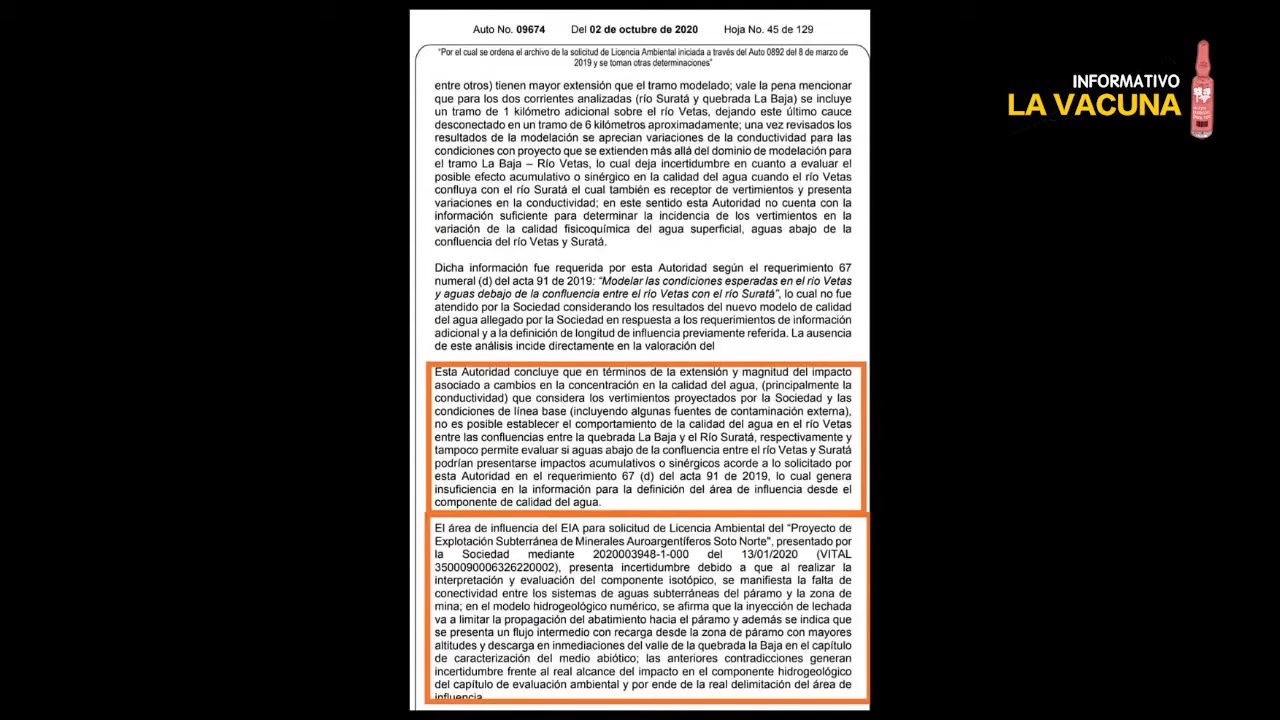 Auto No. 09674 Del 02 de octubre de 2020 Hoja No. 45 de 129
“Por el cual se ordena el archivo de la solicitud de Licencia Ambiental iniciada a través del Auto 0892 del 8 de marzo de
2019 y se toman otras determinaciones”
INFORMATIVO
LA VACUNA
entre otros) tienen mayor extensión que el tramo modelado; vale la pena mencionar
que para los dos corrientes analizadas (río Suratá y quebrada La Baja) se incluye
un tramo de 1 kilómetro adicional sobre el río Vetas, dejando este último cauce
desconectado en un tramo de 6 kilómetros aproximadamente; una vez revisados los
resultados de la modelación se aprecian variaciones de la conductividad para las
condiciones con proyecto que se extienden más allá del dominio de modelación para
el tramo La Baja – Río Vetas, lo cual deja incertidumbre en cuanto a evaluar el
posible efecto acumulativo o sinérgico en la calidad del agua cuando el río Vetas
confluya con el río Suratá el cual también es receptor de vertimientos y presenta
variaciones en la conductividad; en este sentido esta Autoridad no cuenta con la
información suficiente para determinar la incidencia de los vertimientos en la
variación de la calidad fisicoquímica del agua superficial, aguas abajo de la
confluencia del río Vetas y Suratá.
Dicha información fue requerida por esta Autoridad según el requerimiento 67
numeral (d) del acta 91 de 2019: “Modelar las condiciones esperadas en el río Vetas
y aguas debajo de la confluencia entre el río Vetas con el río Suratá”, lo cual no fue
atendido por la Sociedad considerando los resultados del nuevo modelo de calidad
del agua allegado por la Sociedad en respuesta a los requerimientos de información
adicional y a la definición de longitud de influencia previamente referida. La ausencia
de este análisis incide directamente en la valoración del
Esta Autoridad concluye que en términos de la extensión y magnitud del impacto
asociado a cambios en la concentración en la calidad del agua, (principalmente la
conductividad) que considera los vertimientos proyectados por la Sociedad y las
condiciones de línea base (incluyendo algunas fuentes de contaminación externa),
no es posible establecer el comportamiento de la calidad del agua en el río Vetas
entre las confluencias entre la quebrada La Baja y el Río Suratá, respectivamente y
tampoco permite evaluar si aguas abajo de la confluencia entre el río Vetas y Suratá
podrían presentarse impactos acumulativos o sinérgicos acorde a lo solicitado por
esta Autoridad en el requerimiento 67 (d) del acta 91 de 2019, lo cual genera
insuficiencia en la información para la definición del área de influencia desde el
componente de calidad del agua.
El área de influencia del EIA para solicitud de Licencia Ambiental del “Proyecto de
Explotación Subterránea de Minerales Auroargentíferos Soto Norte”, presentado por
la Sociedad mediante 2020003948-1-000 del 13/01/2020 (VITAL
3500090006326220002), presenta incertidumbre debido a que al realizar la
interpretación y evaluación del componente isotópico, se manifiesta la falta de
conectividad entre los sistemas de aguas subterráneas del páramo y la zona de
mina; en el modelo hidrogeológico numérico, se afirma que la inyección de lechada
va a limitar la propagación del abatimiento hacia el páramo y además se indica que
se presenta un flujo intermedio con recarga desde la zona de páramo con mayores
altitudes y descarga en inmediaciones del valle de la quebrada la Baja en el capítulo
de caracterización del medio abiótico; las anteriores contradicciones generan
incertidumbre frente al real alcance del impacto en el componente hidrogeológico
del capítulo de evaluación ambiental y por ende de la real delimitación del área de
influencia.